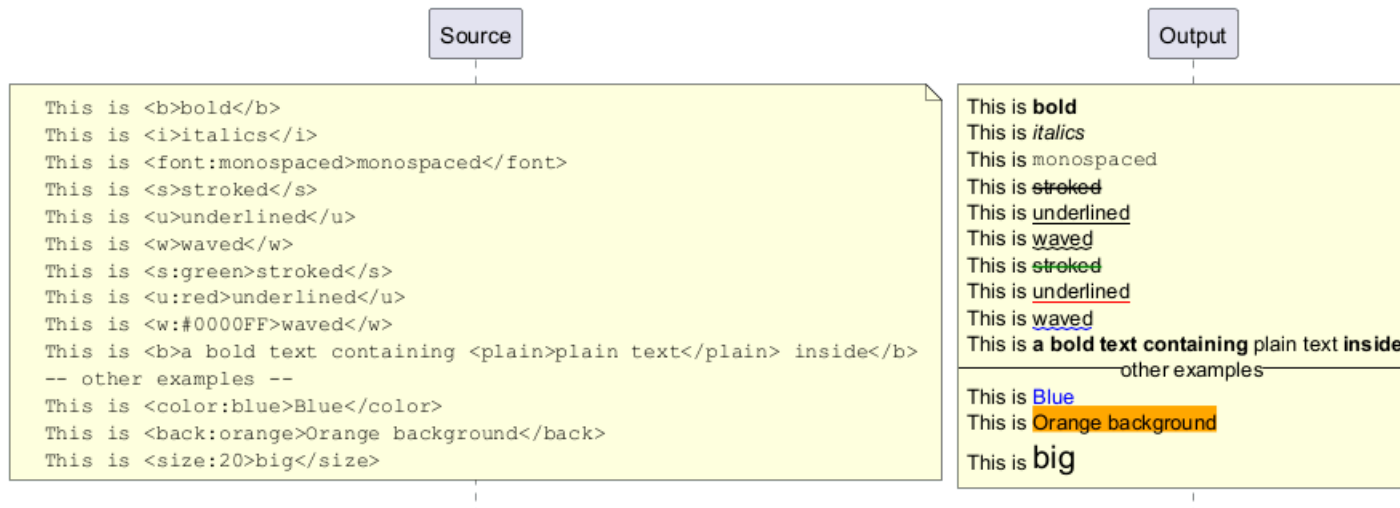 Source
This is <b>bold</b>
This is <i>italics</i>
This is <font:monospaced>monospaced</font>
This is <s>stroked</s>
This is <u>underlined</u>
This is <w>waved</w>
This is <s:green>stroked</s>
This is <u:red>underlined</u>
This is <w:#0000FF>waved</w>
This is <b>a bold text containing <plain>plain text</plain> inside</b>
-- other examples --
This is <color:blue>Blue</color>
This is <back:orange>Orange background</back>
This is <size:20>big</size>
Output
This is bold
This is italics
This is monospaced
This is stroked
This is underlined
This is waved
This is stroked
This is underlined
This is waved
This is a bold text containing plain text inside
other examples
This is Blue
This is Orange background
This is big